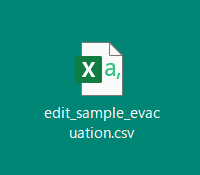 X a,
edit_sample_evac
uation.csv